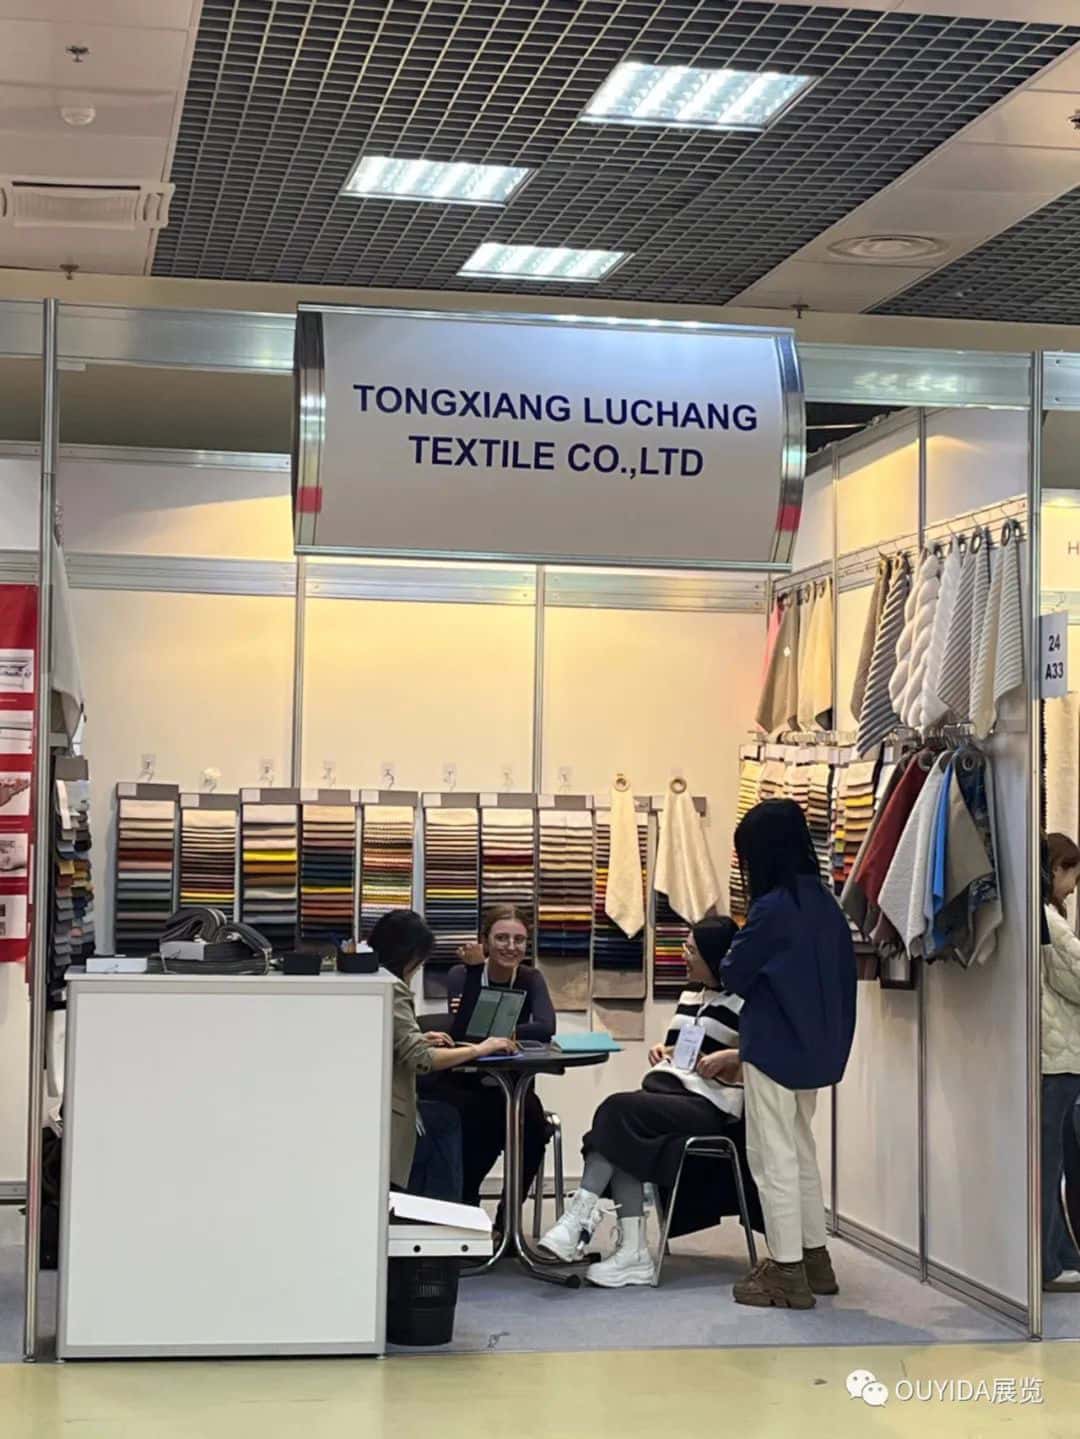 TONGXIANG LUCHANG
TEXTILE CO.,LTD
H
24
A33
OUYIDA展览